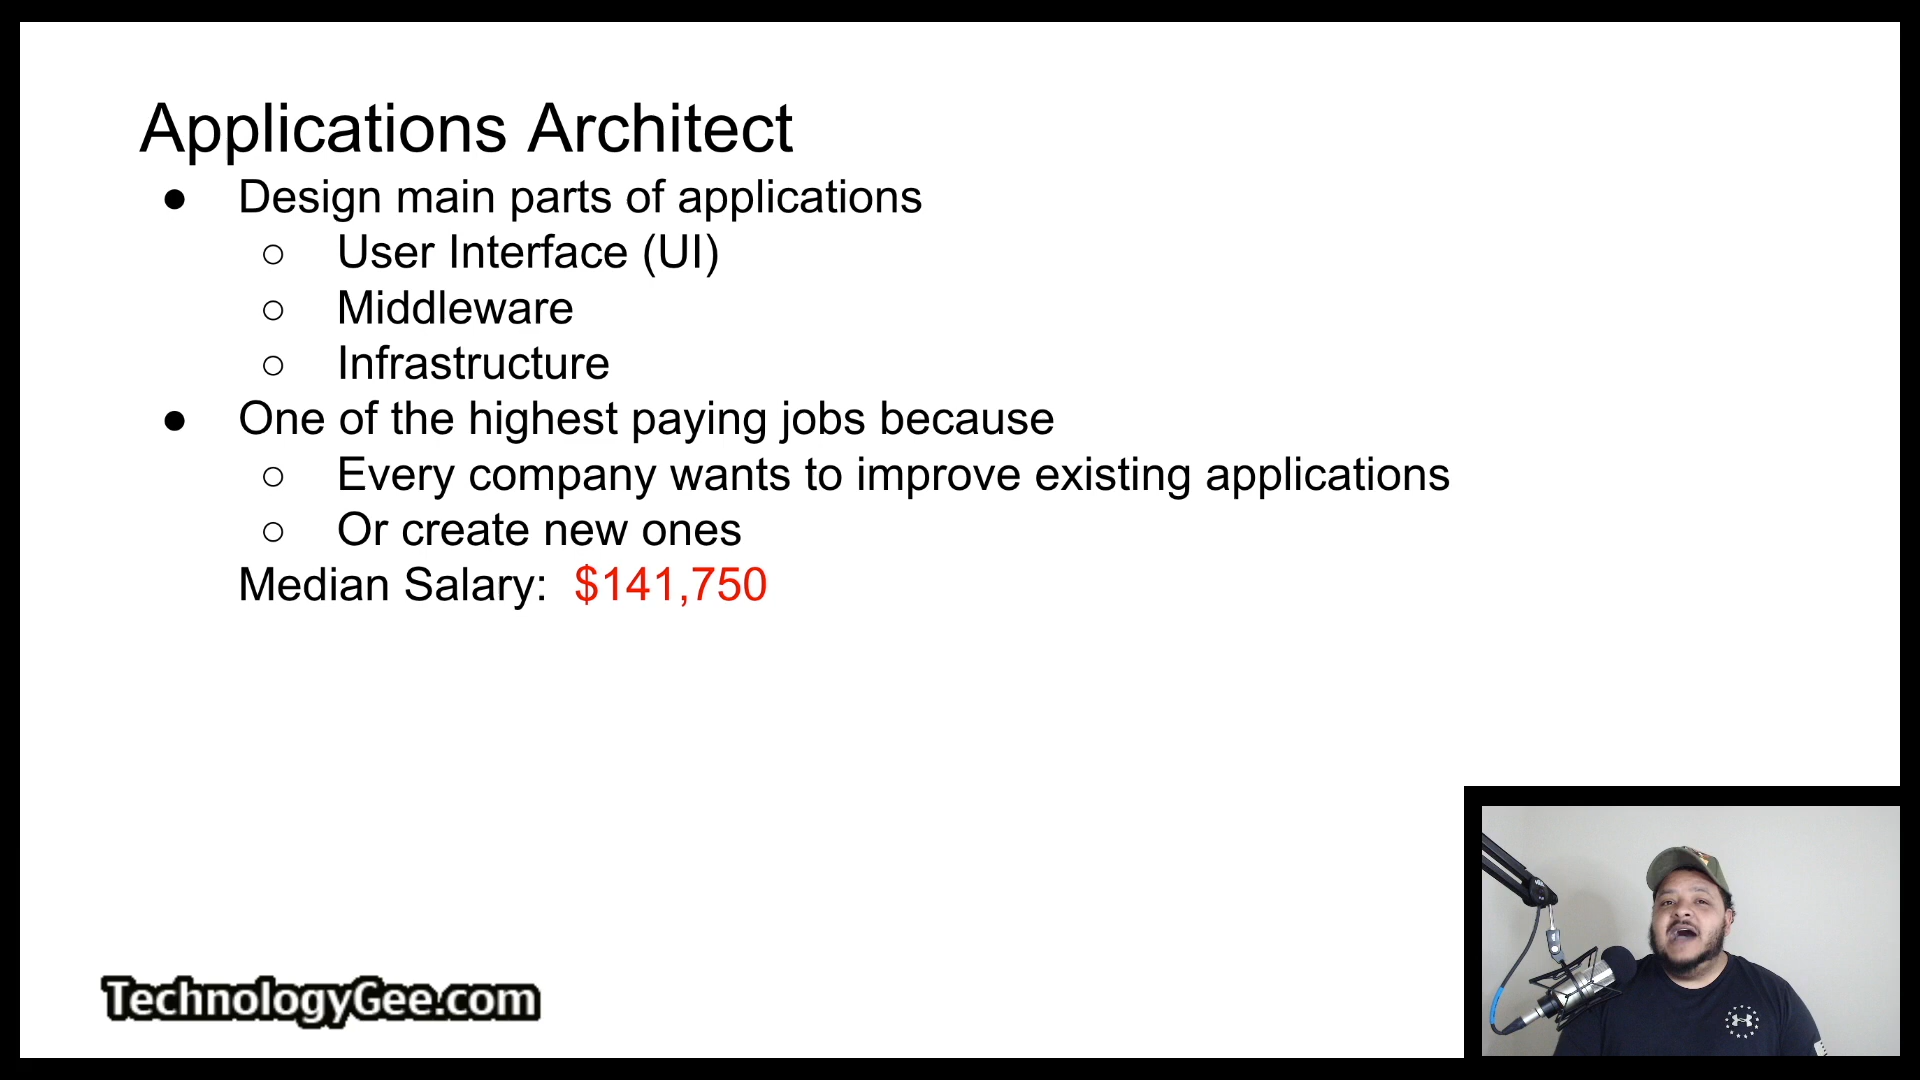 Applications Architect
● Design main parts of applications
○ User Interface (UI)
○ Middleware
○ Infrastructure
● One of the highest paying jobs because
○ Every company wants to improve existing applications
○ Or create new ones
Median Salary: $141,750
TechnologyGee.com